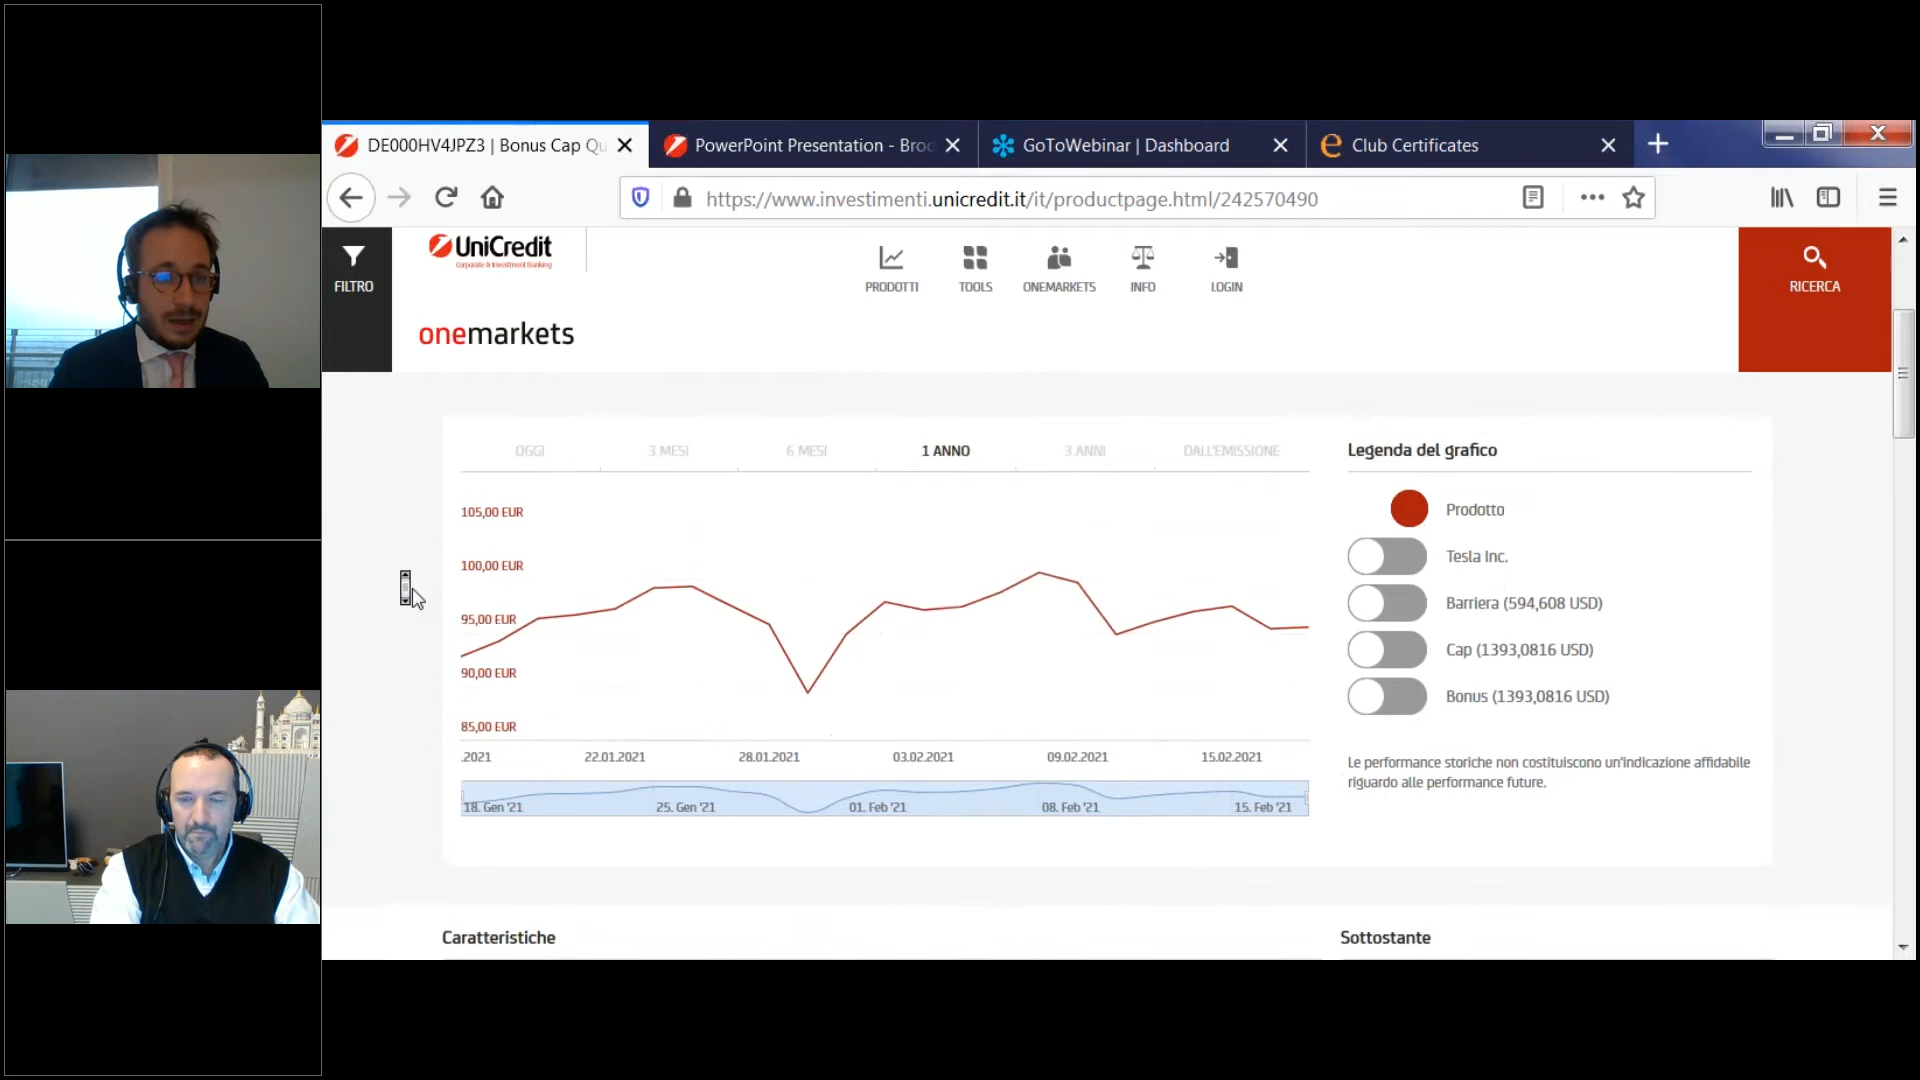 DE000HV4JPZ3 | Bonus Cap Qu
PowerPoint Presentation - Broc
GoToWebinar | Dashboard
Club Certificates
https://www.investimenti.unicredit.it/it/productpage.html/242570490
FILTRO
UniCredit
Corporate & Investment Banking
PRODOTTI
TOOLS
ONEMARKETS
INFO
LOGIN
RICERCA
onemarkets
OGGI
3 MESI
6 MESI
1 ANNO
3 ANNI
DALL'EMISSIONE
Legenda del grafico
105,00 EUR
100,00 EUR
95,00 EUR
90,00 EUR
85,00 EUR
Prodotto
Tesla Inc.
Barriera (594,608 USD)
Cap (1393,0816 USD)
Bonus (1393,0816 USD)
.2021
22.01.2021
28.01.2021
03.02.2021
09.02.2021
15.02.2021
18. Gen '21
25. Gen '21
01. Feb '21
08. Feb '21
15. Feb '21
Le performance storiche non costituiscono un'indicazione affidabile
riguardo alle performance future.
Caratteristiche
Sottostante